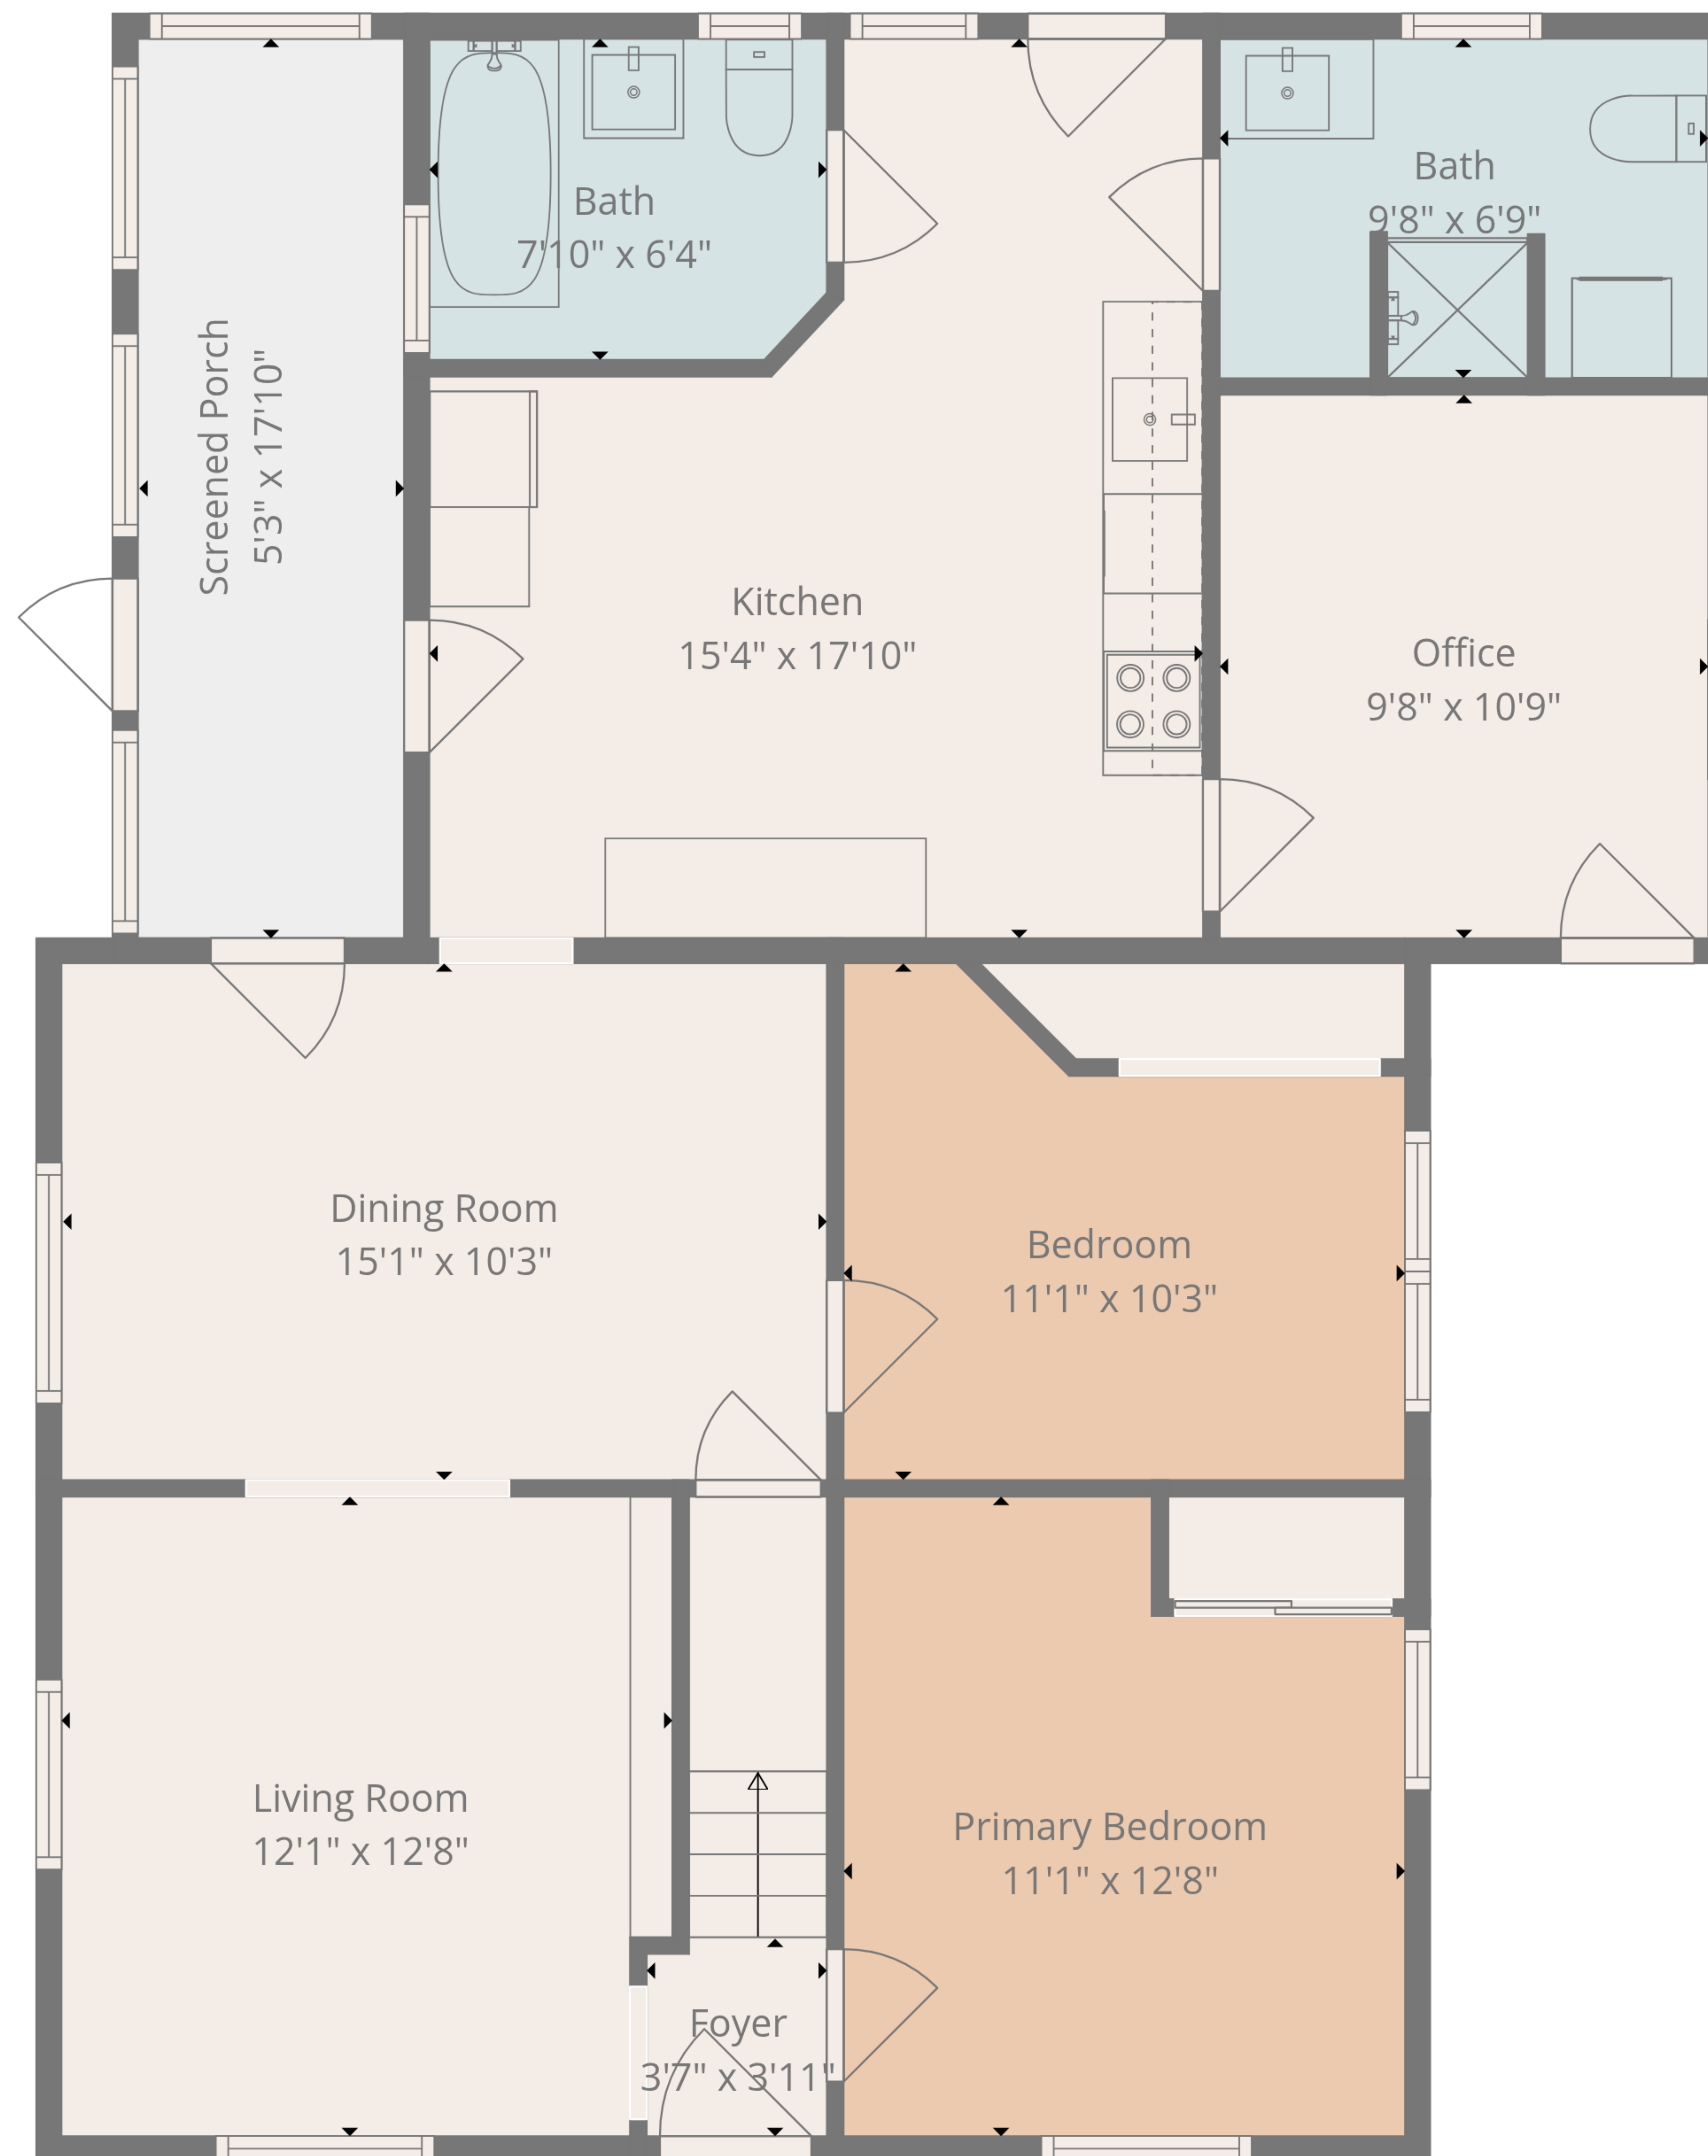 Bath
7'10" x 6'4"
Bath
9'8" x 6'9"
Screened Porch
5'3" x 17'10"
Kitchen
15'4" x 17'10"
Office
9'8" x 10'9"
Dining Room
15'1" x 10'3"
Bedroom
11'1" x 10'3"
Living Room
12'1" x 12'8"
Primary Bedroom
11'1" x 12'8"
Foyer
3'7" x 3'11"